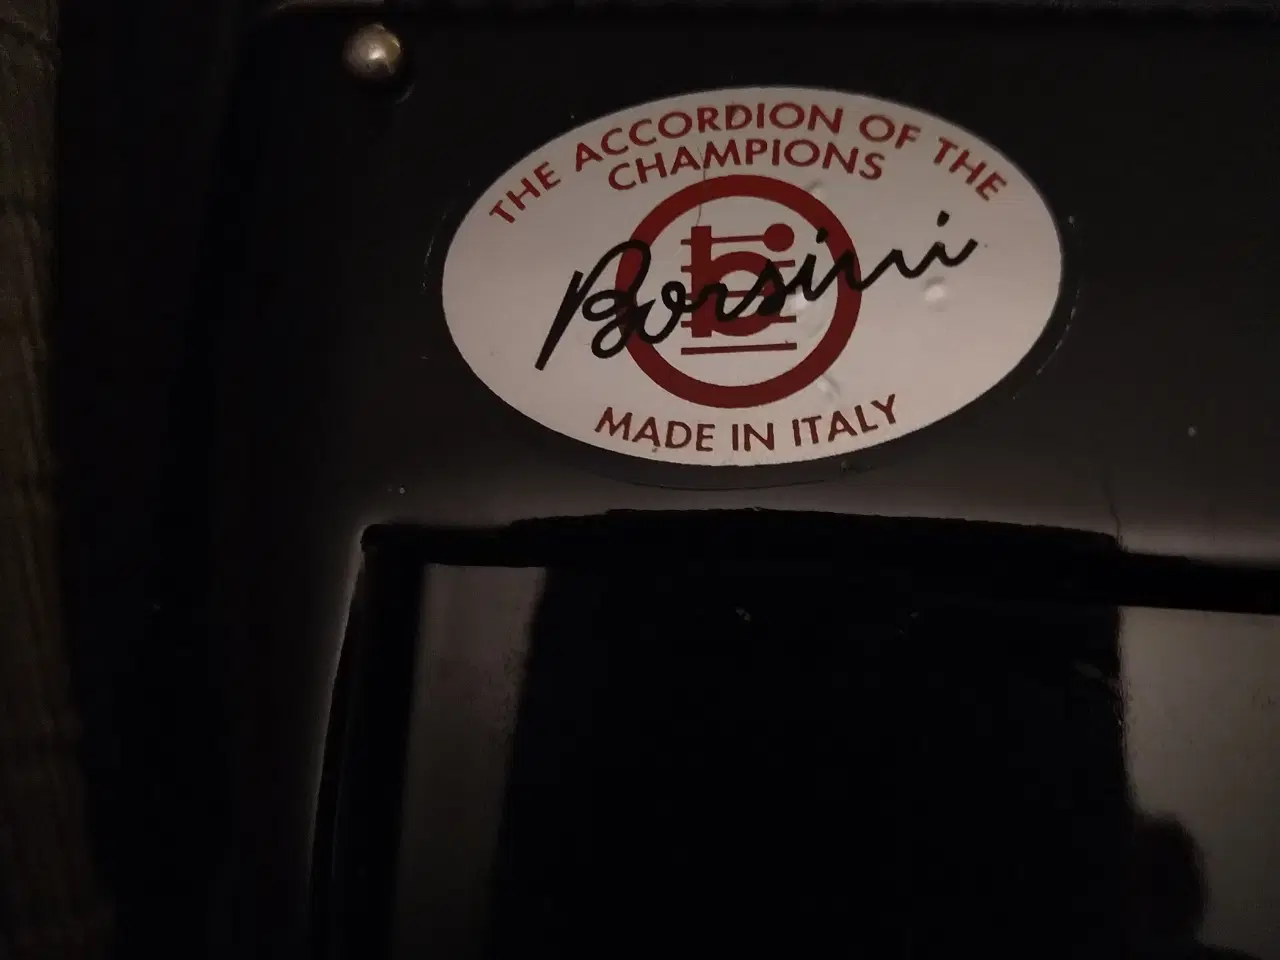 THE ACCORDION OF THE
CHAMPIONS
Borsini
MADE IN ITALY